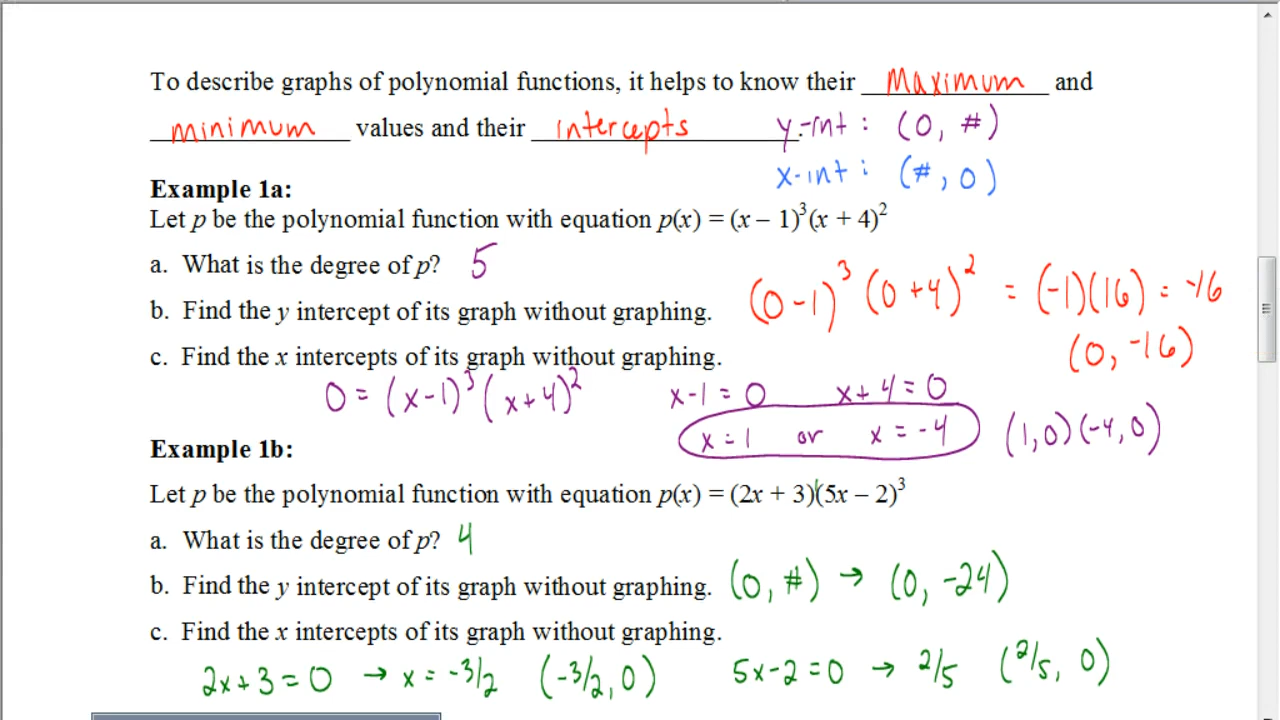 To describe graphs of polynomial functions, it helps to know their maximum and
minimum values and their intercepts. y-int: (0, #)
x-int: (#, 0)
Example 1a:
Let p be the polynomial function with equation p(x) = (x – 1)³(x + 4)²
a. What is the degree of p? 5
(0-1)³ (0+4)² = (-1)(16) = -16
b. Find the y intercept of its graph without graphing.
(0, -16)
c. Find the x intercepts of its graph without graphing.
0 = (x-1)³ (x+4)² x-1=0 x+4=0
x=1 or x=-4 (1,0) (-4,0)
Example 1b:
Let p be the polynomial function with equation p(x) = (2x + 3)(5x – 2)³
a. What is the degree of p? 4
b. Find the y intercept of its graph without graphing. (0, #) → (0, -24)
c. Find the x intercepts of its graph without graphing.
2x+3=0 → x=-3/2 (-3/2, 0) 5x-2=0 → 2/5 (2/5, 0)